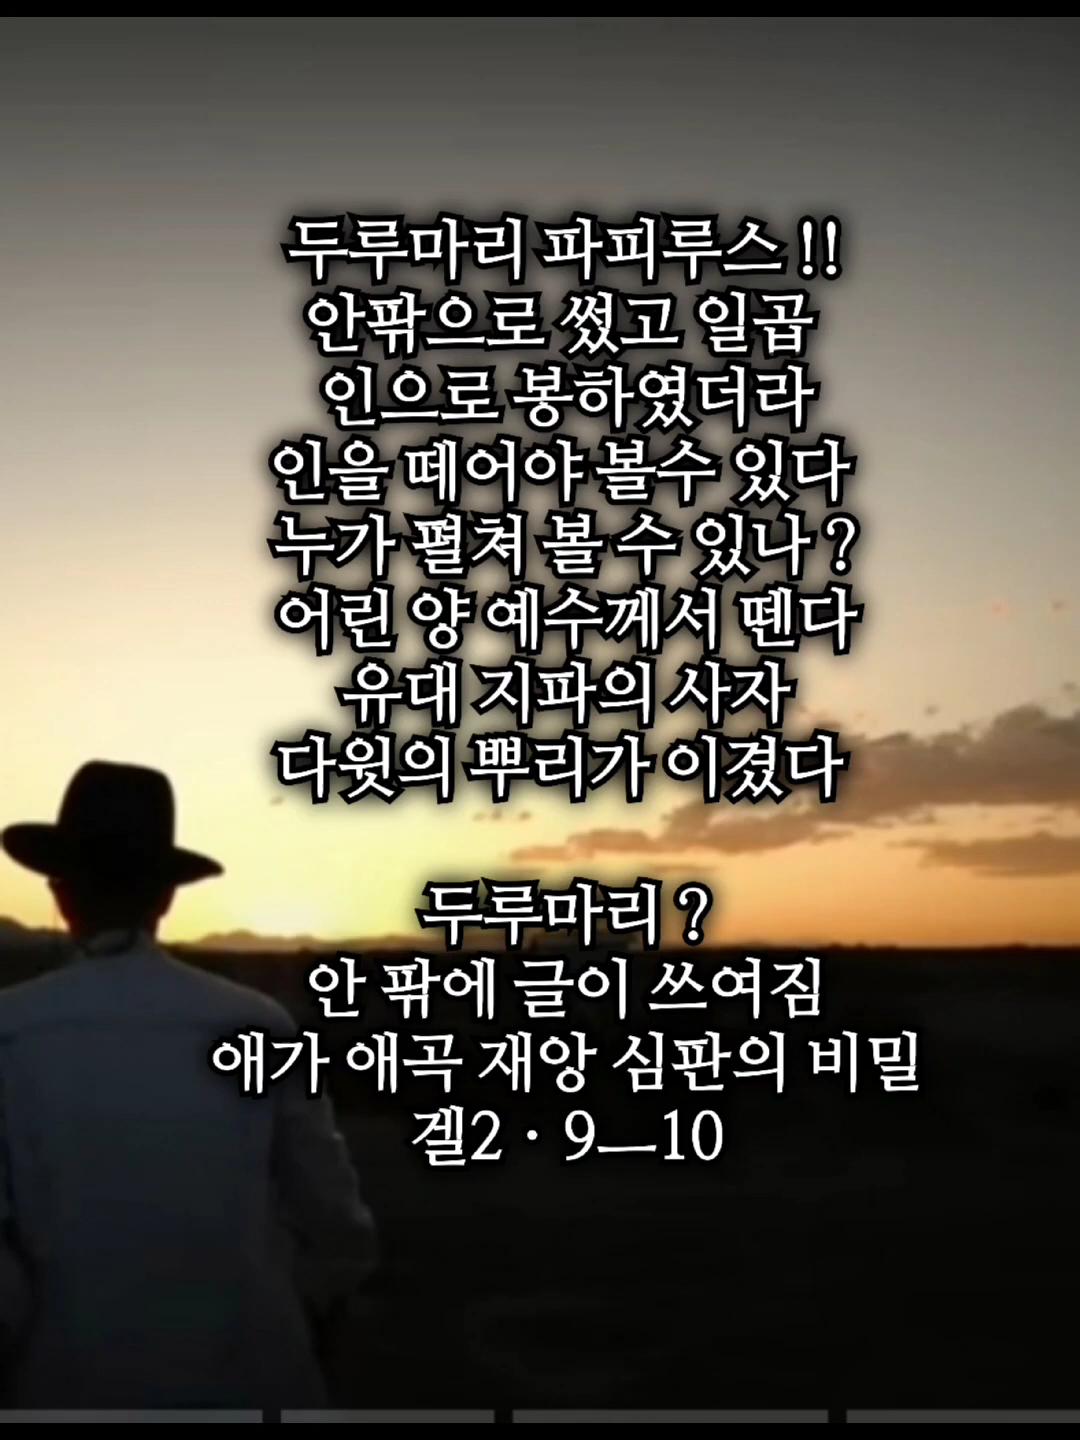 두루마리 파피루스!!
안팎으로 썼고 일곱
인으로 봉하였더라
인을 떼어야 볼수 있다
누가 펼쳐 볼 수 있나?
어린 양 예수께서 뗀다
유대 지파의 사자
다윗의 뿌리가 이겼다
두루마리?
안 팎에 글이 쓰여짐
애가 애곡 재앙 심판의 비밀
겔2·9—10